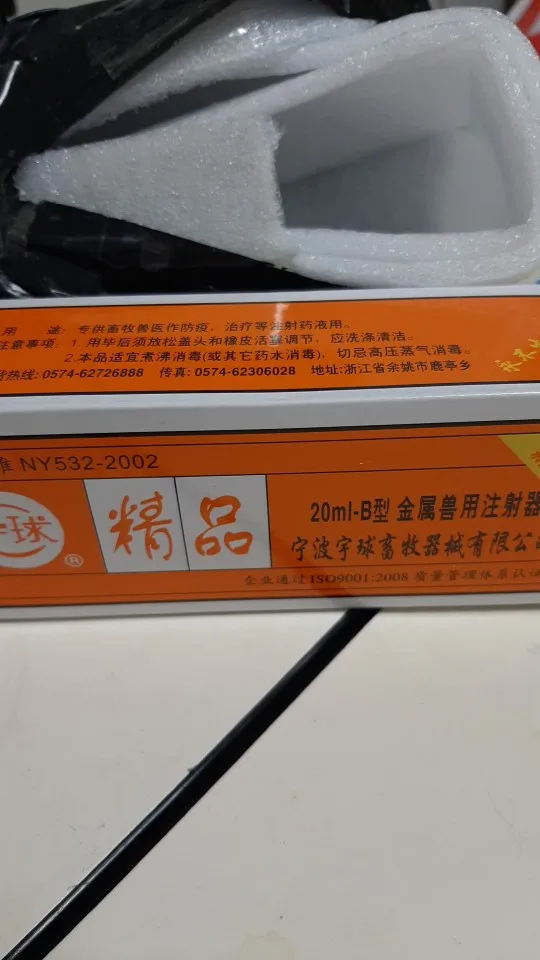 用 途: 专供畜牧兽医作防疫，治疗等注射药液用。
注意事项: 1. 用毕后须放松盖头和橡皮活塞调节，应洗涤清洁。
2.本品适宜煮沸消毒(或其它药水消毒)，切忌高压蒸气消毒。
热线: 0574-62726888 传真: 0574-62306028 地址:浙江省余姚市鹿亭乡
准 NY532-2002
球®
精品
20ml-B型 金属兽用注射器
宁波宇球畜牧器械有限公
企业通过ISO9001:2008 质量管理体系认证